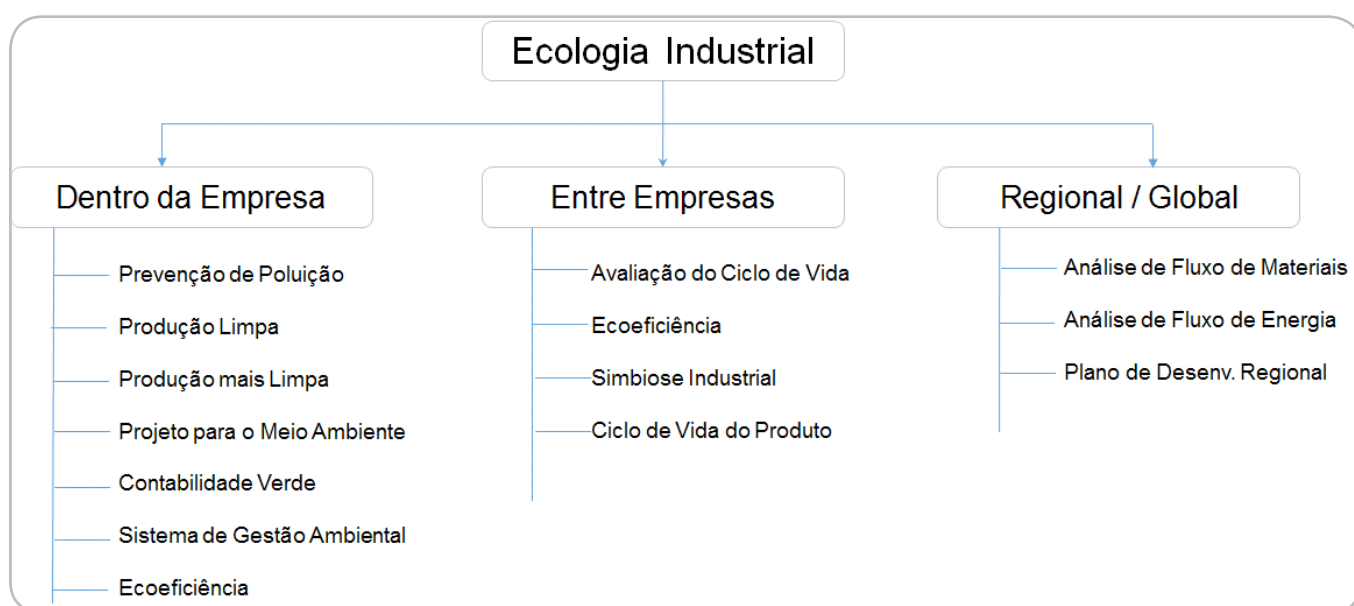 Ecologia Industrial
Dentro da Empresa
Prevenção de Poluição
Produção Limpa
Produção mais Limpa
Projeto para o Meio Ambiente
Contabilidade Verde
Sistema de Gestão Ambiental
Ecoeficiência
Entre Empresas
Avaliação do Ciclo de Vida
Ecoeficiência
Simbiose Industrial
Ciclo de Vida do Produto
Regional / Global
Análise de Fluxo de Materiais
Análise de Fluxo de Energia
Plano de Desenv. Regional